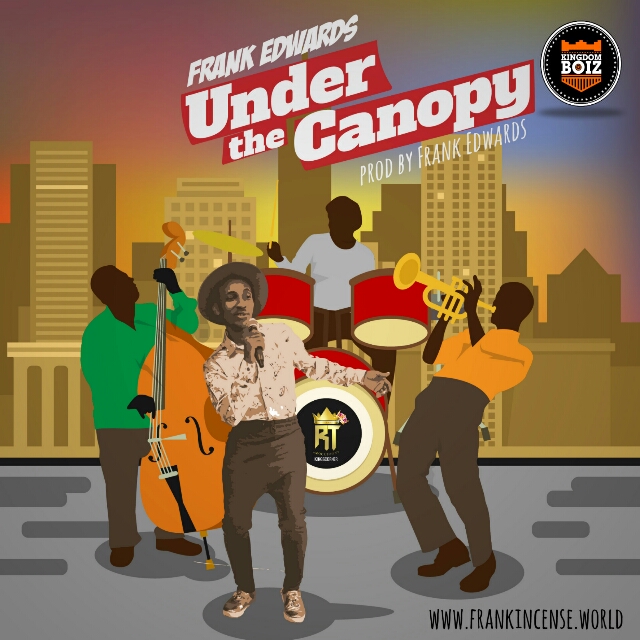 FRANK EDWARDS
Under
the Canopy
PROD BY FRANK EDWARDS
KINGDOM
BOIZ
RT
WWW.FRANKINCENSE.WORLD